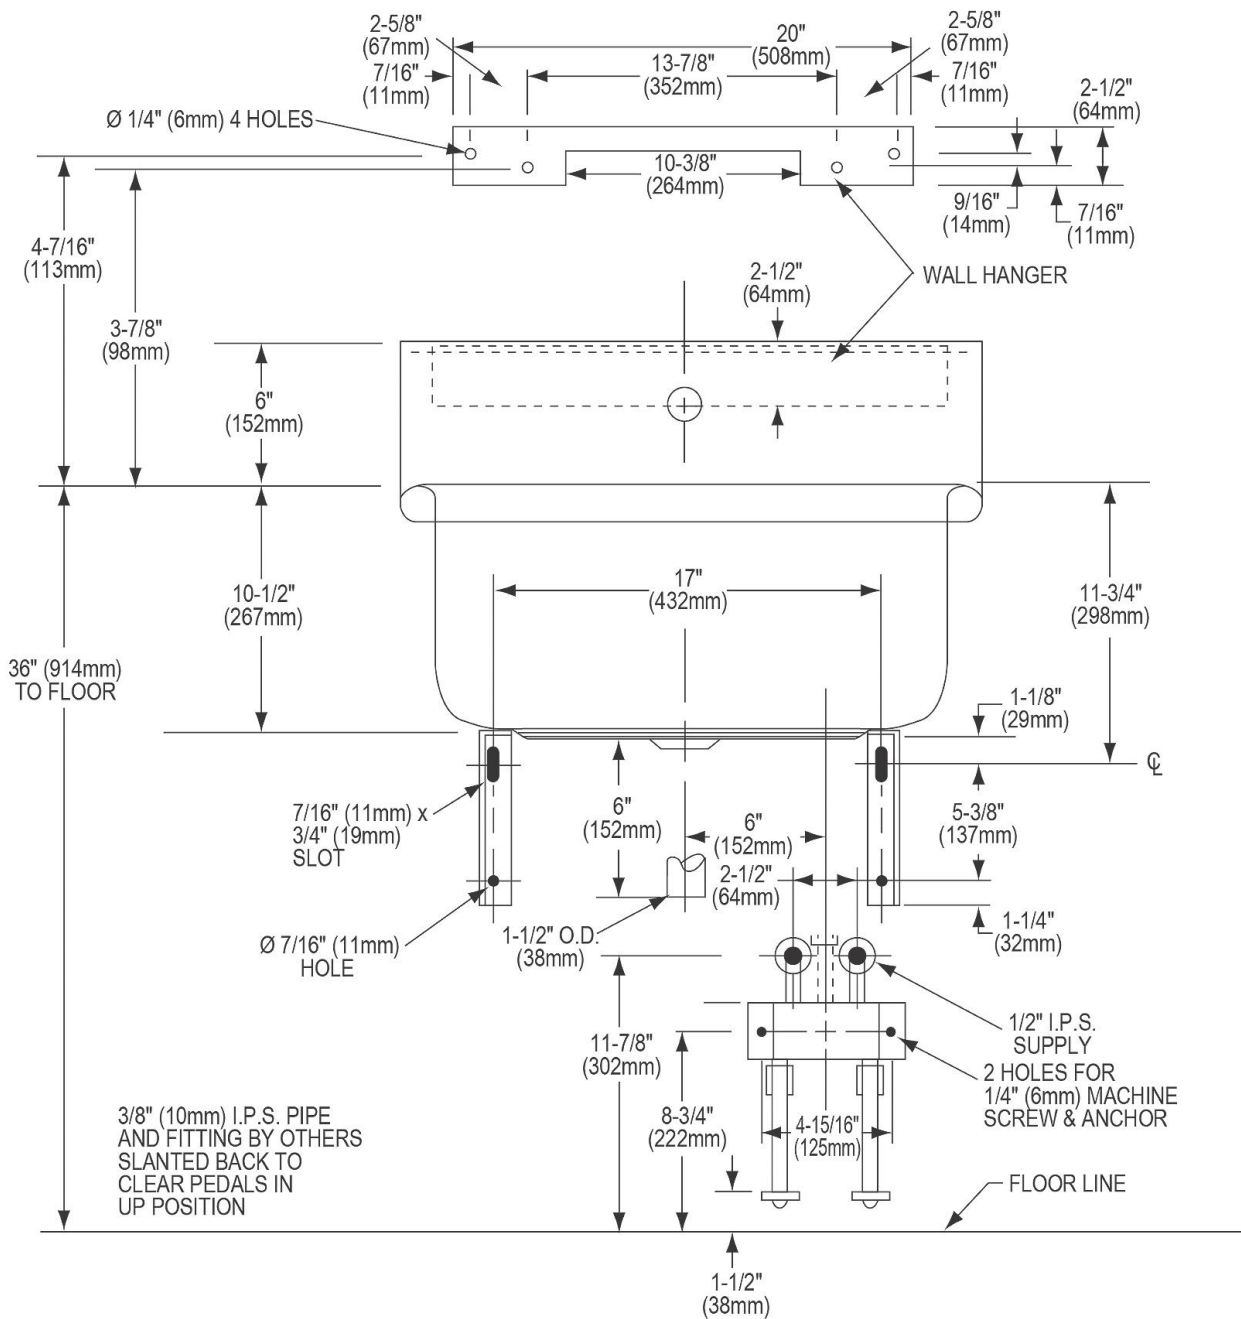 2-5/8"
(67mm)
20"
(508mm)
2-5/8"
(67mm)
7/16"
(11mm)
13-7/8"
(352mm)
7/16"
(11mm)
2-1/2"
(64mm)
Ø 1/4" (6mm) 4 HOLES
10-3/8"
(264mm)
9/16"
(14mm)
7/16"
(11mm)
4-7/16"
(113mm)
2-1/2"
(64mm)
WALL HANGER
3-7/8"
(98mm)
6"
(152mm)
17"
(432mm)
10-1/2"
(267mm)
11-3/4"
(298mm)
36" (914mm)
TO FLOOR
1-1/8"
(29mm)
℄
7/16" (11mm) x
3/4" (19mm)
SLOT
6"
(152mm)
6"
(152mm)
5-3/8"
(137mm)
2-1/2"
(64mm)
1-1/4"
(32mm)
Ø 7/16" (11mm)
HOLE
1-1/2" O.D.
(38mm)
11-7/8"
(302mm)
1/2" I.P.S.
SUPPLY
2 HOLES FOR
1/4" (6mm) MACHINE
SCREW & ANCHOR
8-3/4"
(222mm)
4-15/16"
(125mm)
3/8" (10mm) I.P.S. PIPE
AND FITTING BY OTHERS
SLANTED BACK TO
CLEAR PEDALS IN
UP POSITION
FLOOR LINE
1-1/2"
(38mm)